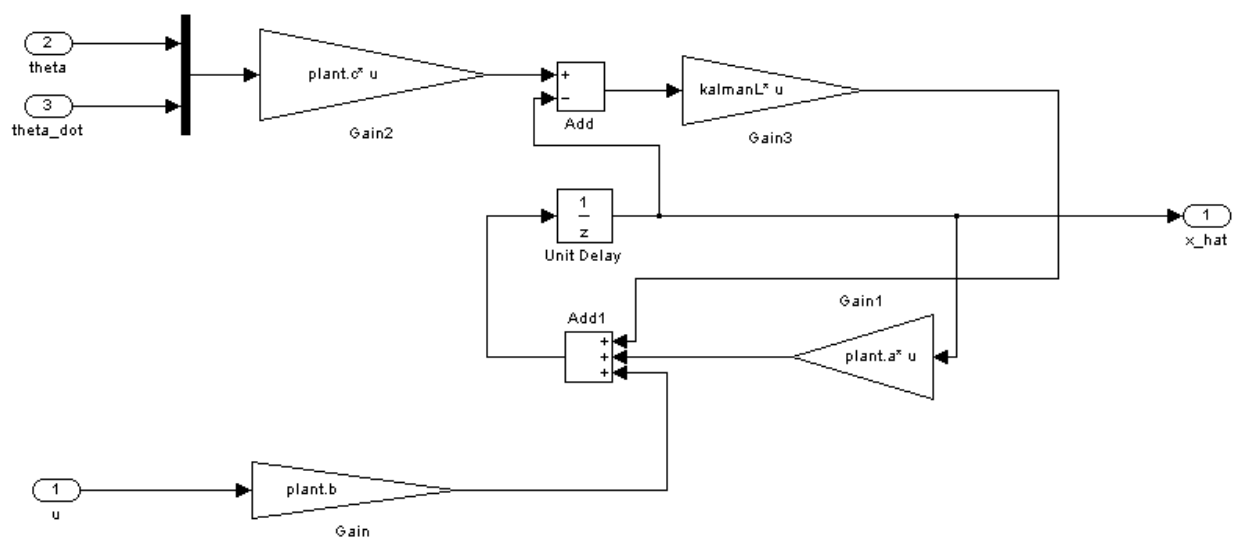 2
theta
3
theta_dot
plant.c* u
Gain2
+
−
Add
kalmanL* u
Gain3
1
z
Unit Delay
1
x_hat
Add1
+
+
+
Gain1
plant.a* u
1
u
plant.b
Gain